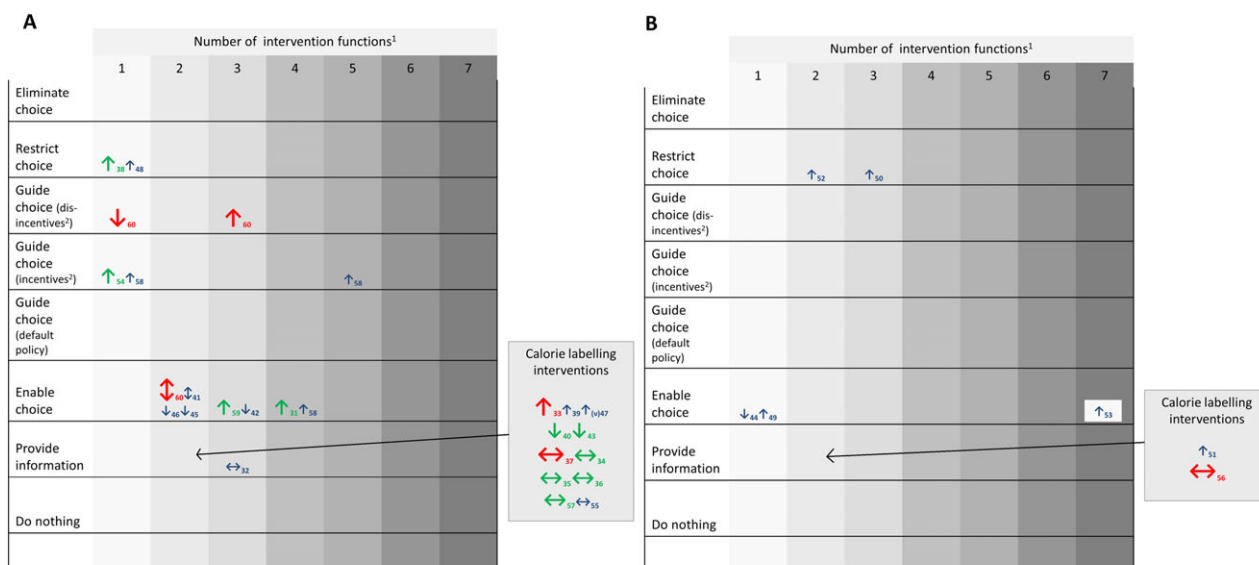 A
Number of intervention functions1
1 2 3 4 5 6 7
Eliminate
choice
Restrict
choice
38 48
Guide
choice (dis-
incentives2)
60 60
Guide
choice
(incentives2)
54 58 58
Guide
choice
(default
policy)
Enable
choice
60 41
46 45 59 42 31 58
Provide
information
32
Do nothing
Calorie labelling
interventions
33 39 (v)47
40 43
37 34
35 36
57 55
B
Number of intervention functions1
1 2 3 4 5 6 7
Eliminate
choice
Restrict
choice
52 50
Guide
choice (dis-
incentives2)
Guide
choice
(incentives2)
Guide
choice
(default
policy)
Enable
choice
44 49 53
Provide
information
Do nothing
Calorie labelling
interventions
51
56